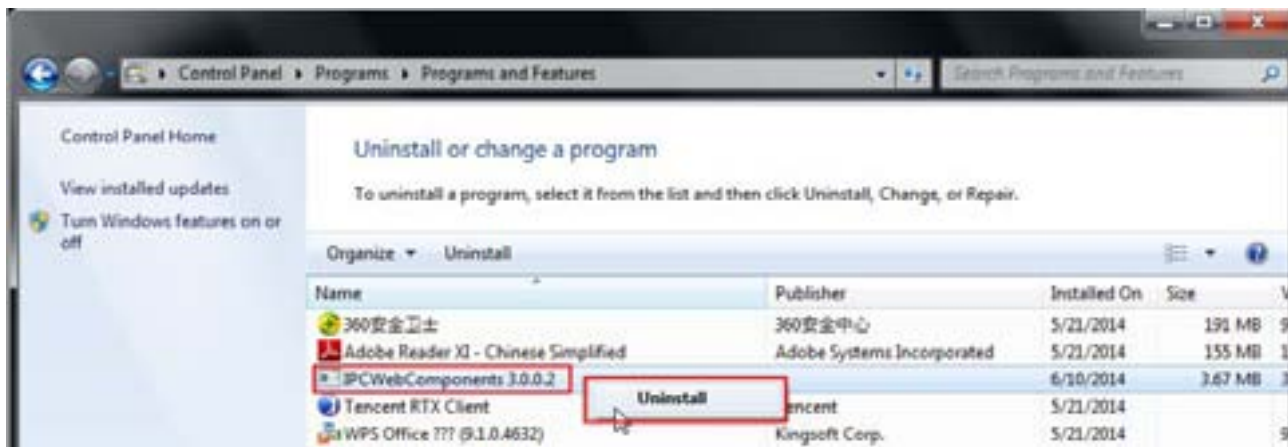 Control Panel ▸ Programs ▸ Programs and Features
Search Programs and Features
Control Panel Home
View installed updates
Turn Windows features on or off
Uninstall or change a program
To uninstall a program, select it from the list and then click Uninstall, Change, or Repair.
Organize Uninstall
Name Publisher Installed On Size
360安全卫士 360安全中心 5/21/2014 191 MB
Adobe Reader XI - Chinese Simplified Adobe Systems Incorporated 5/21/2014 155 MB
IPCWebComponents 3.0.0.2 6/10/2014 3.67 MB
Uninstall
Tencent RTX Client encent 5/21/2014
WPS Office ??? (9.1.0.4632) Kingsoft Corp. 5/21/2014